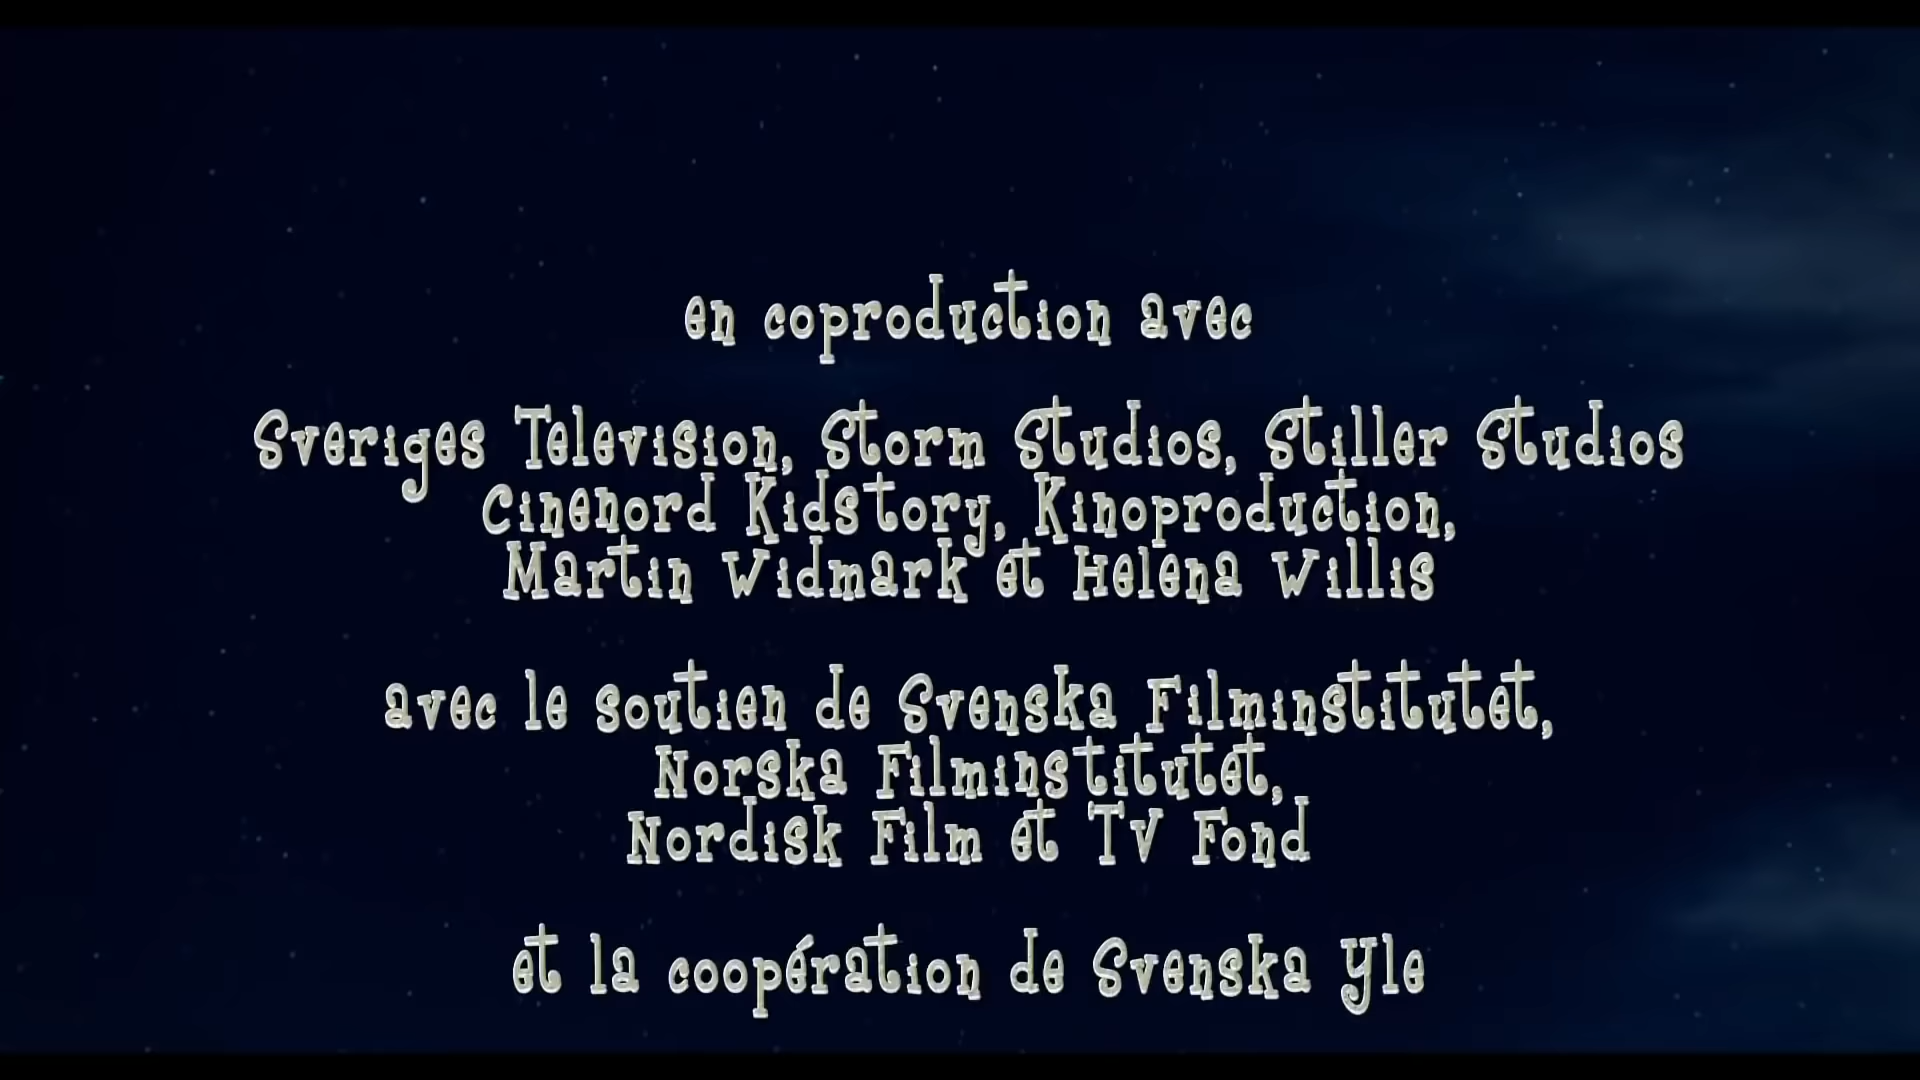 en coproduction avec
Sveriges Television, Storm Studios, Stiller Studios
Cinenord Kidstory, Kinoproduction,
Martin Widmark et Helena Willis
avec le soutien de Svenska Filminstitutet,
Norska Filminstitutet,
Nordisk Film et TV Fond
et la coopération de Svenska Yle